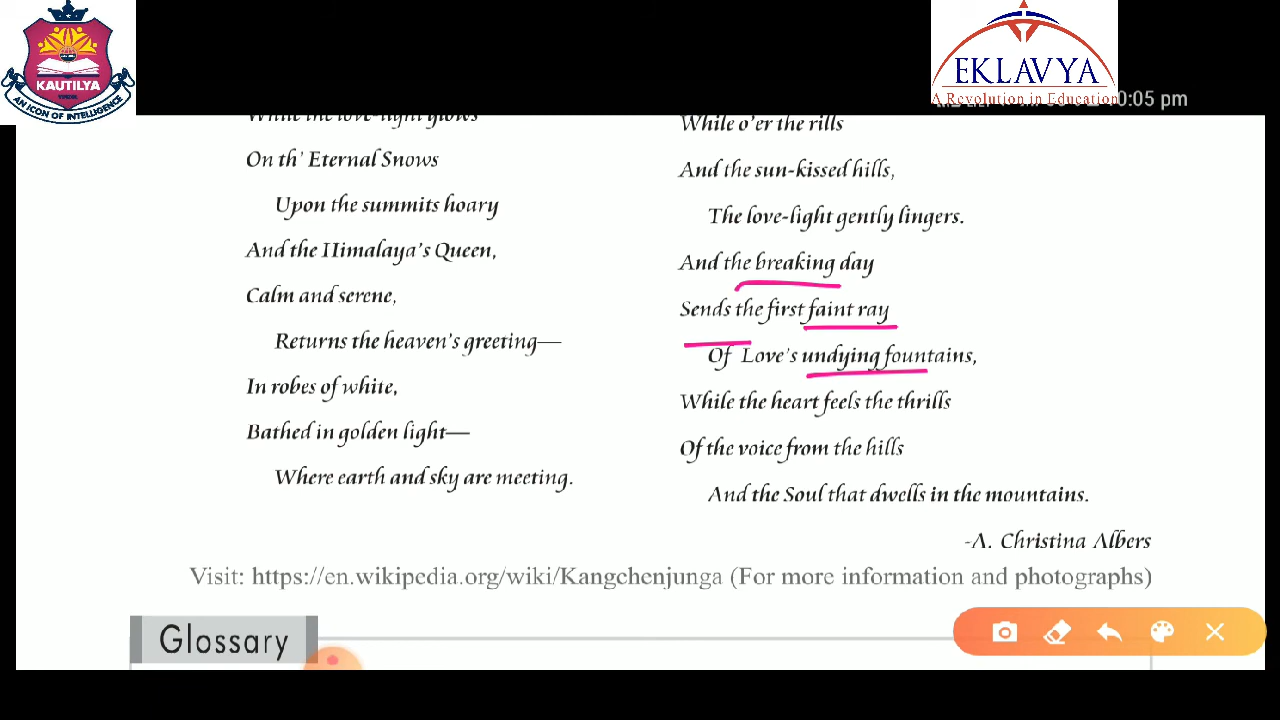 KAUTILYA
AN ICON OF INTELLIGENCE
EKLAVYA
A Revolution in Education
0:05 pm
While the love-light glows
On th' Eternal Snows
Upon the summits hoary
And the Himalaya's Queen,
Calm and serene,
Returns the heaven's greeting—
In robes of white,
Bathed in golden light—
Where earth and sky are meeting.
While o'er the rills
And the sun-kissed hills,
The love-light gently lingers.
And the breaking day
Sends the first faint ray
Of Love's undying fountains,
While the heart feels the thrills
Of the voice from the hills
And the Soul that dwells in the mountains.
-A. Christina Albers
Visit: https://en.wikipedia.org/wiki/Kangchenjunga (For more information and photographs)
Glossary